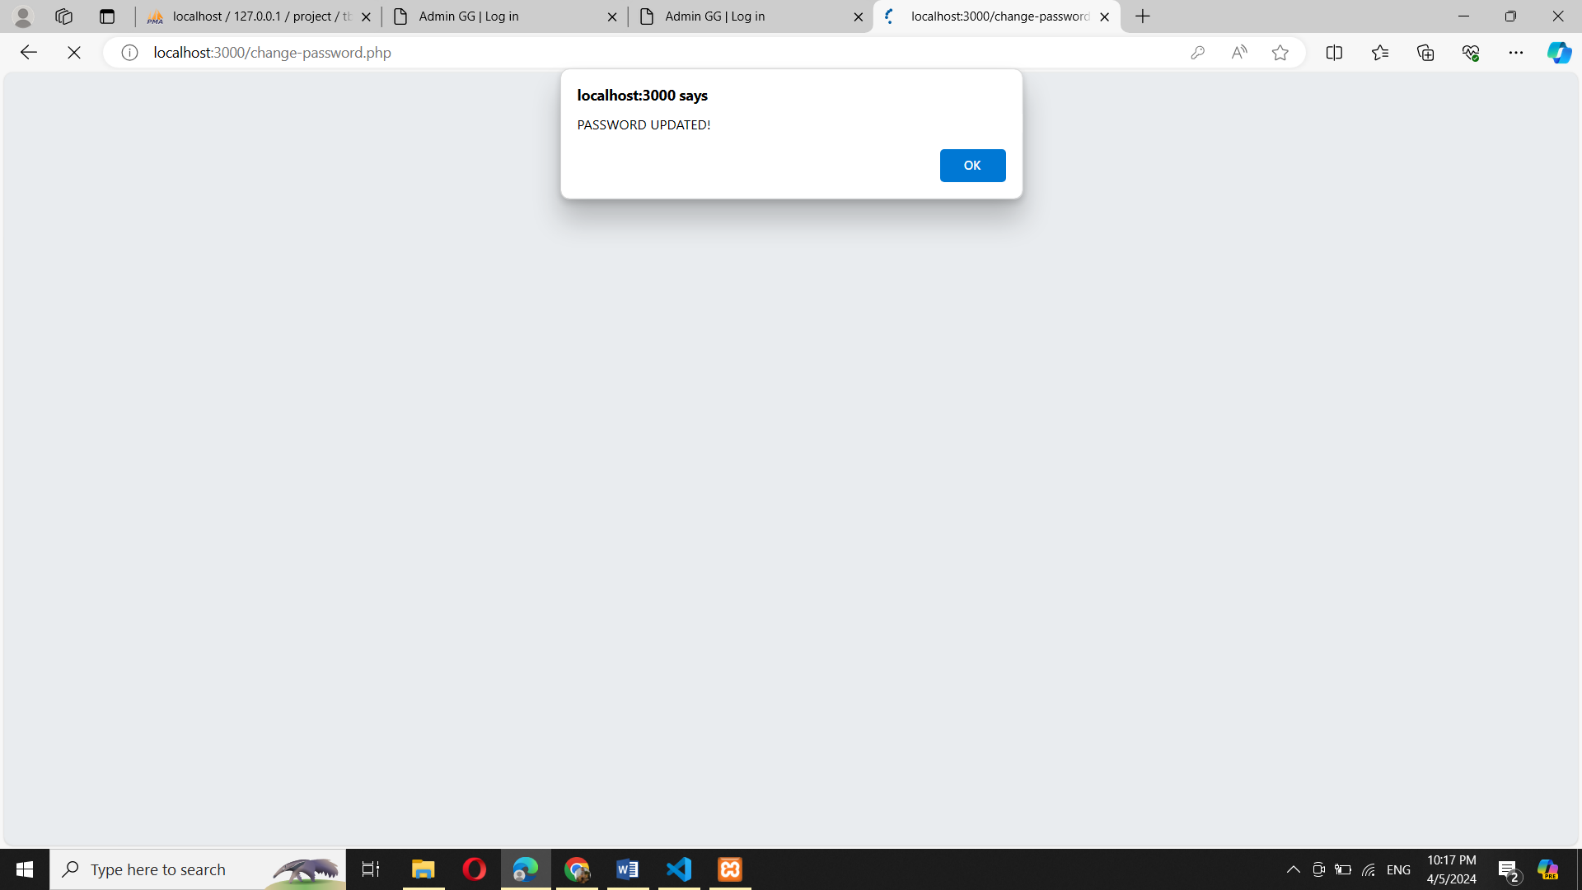 localhost / 127.0.0.1 / project / tb
Admin GG | Log in
Admin GG | Log in
localhost:3000/change-password
localhost:3000/change-password.php
localhost:3000 says
PASSWORD UPDATED!
OK
Type here to search
ENG
10:17 PM
4/5/2024
2